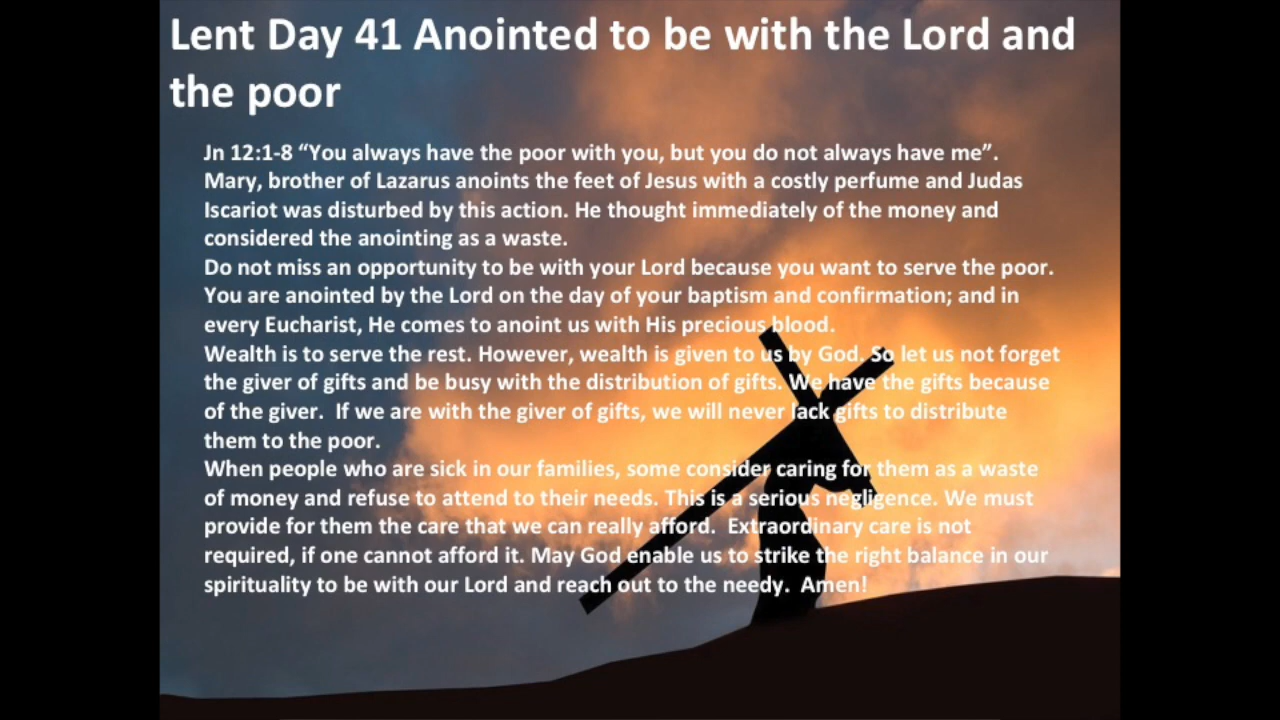 Lent Day 41 Anointed to be with the Lord and
the poor
Jn 12:1-8 “You always have the poor with you, but you do not always have me”.
Mary, brother of Lazarus anoints the feet of Jesus with a costly perfume and Judas
Iscariot was disturbed by this action. He thought immediately of the money and
considered the anointing as a waste.
Do not miss an opportunity to be with your Lord because you want to serve the poor.
You are anointed by the Lord on the day of your baptism and confirmation; and in
every Eucharist, He comes to anoint us with His precious blood.
Wealth is to serve the rest. However, wealth is given to us by God. So let us not forget
the giver of gifts and be busy with the distribution of gifts. We have the gifts because
of the giver.  If we are with the giver of gifts, we will never lack gifts to distribute
them to the poor.
When people who are sick in our families, some consider caring for them as a waste
of money and refuse to attend to their needs. This is a serious negligence. We must
provide for them the care that we can really afford.  Extraordinary care is not
required, if one cannot afford it. May God enable us to strike the right balance in our
spirituality to be with our Lord and reach out to the needy.  Amen!